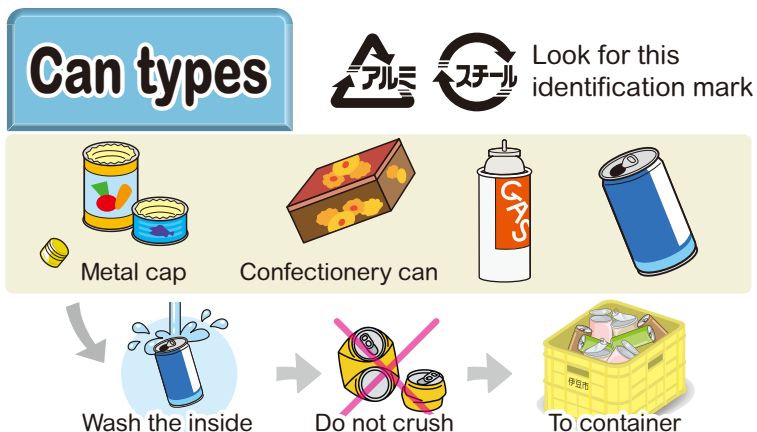 Can types
アルミ
スチール
Look for this
identification mark
GAS
Metal cap
Confectionery can
伊豆市
Wash the inside
Do not crush
To container